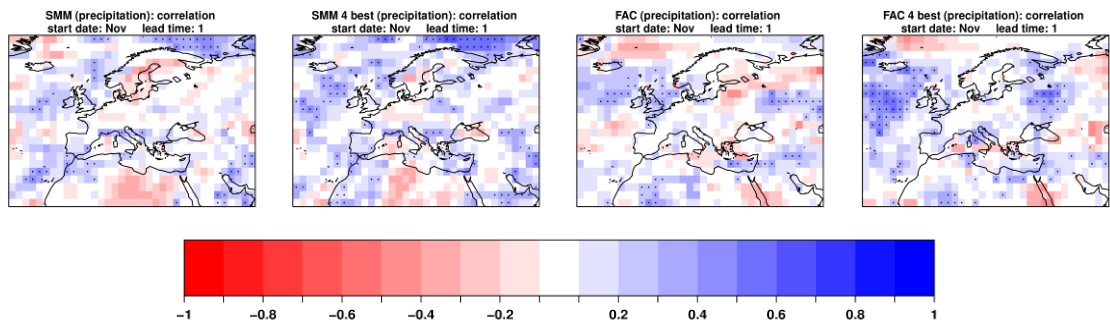 SMM (precipitation): correlation
start date: Nov lead time: 1
SMM 4 best (precipitation): correlation
start date: Nov lead time: 1
FAC (precipitation): correlation
start date: Nov lead time: 1
FAC 4 best (precipitation): correlation
start date: Nov lead time: 1
−1 −0.8 −0.6 −0.4 −0.2 0.2 0.4 0.6 0.8 1